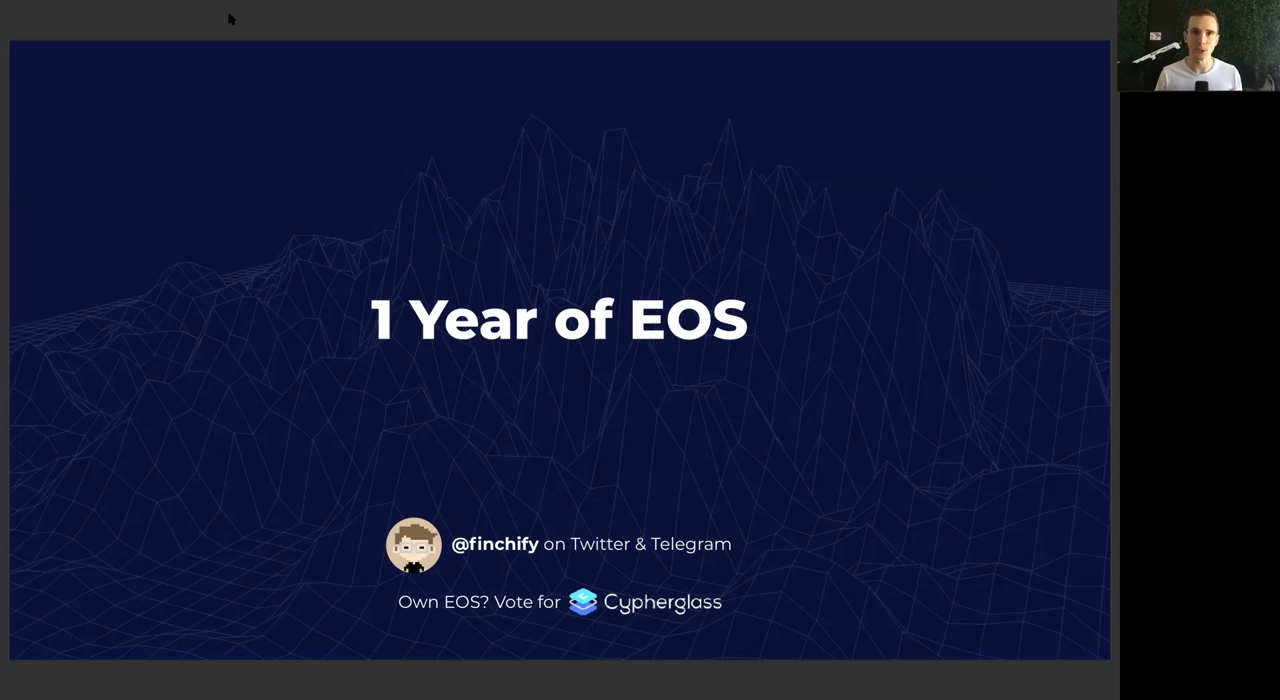 1 Year of EOS
@finchify on Twitter & Telegram
Own EOS? Vote for Cypherglass